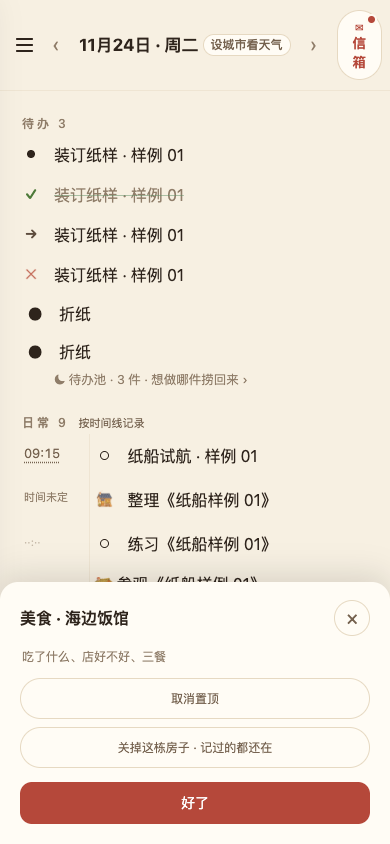 11月24日 · 周二
设城市看天气
信箱
待办 3
装订纸样 · 样例 01
装订纸样 · 样例 01
装订纸样 · 样例 01
装订纸样 · 样例 01
折纸
折纸
待办池 · 3 件 · 想做哪件捞回来 ›
日常 9 按时间线记录
09:15 纸船试航 · 样例 01
时间未定 整理《纸船样例 01》
--:-- 练习《纸船样例 01》
参观《纸船样例 01》
美食 · 海边饭馆
吃了什么、店好不好、三餐
取消置顶
关掉这栋房子 · 记过的都还在
好了